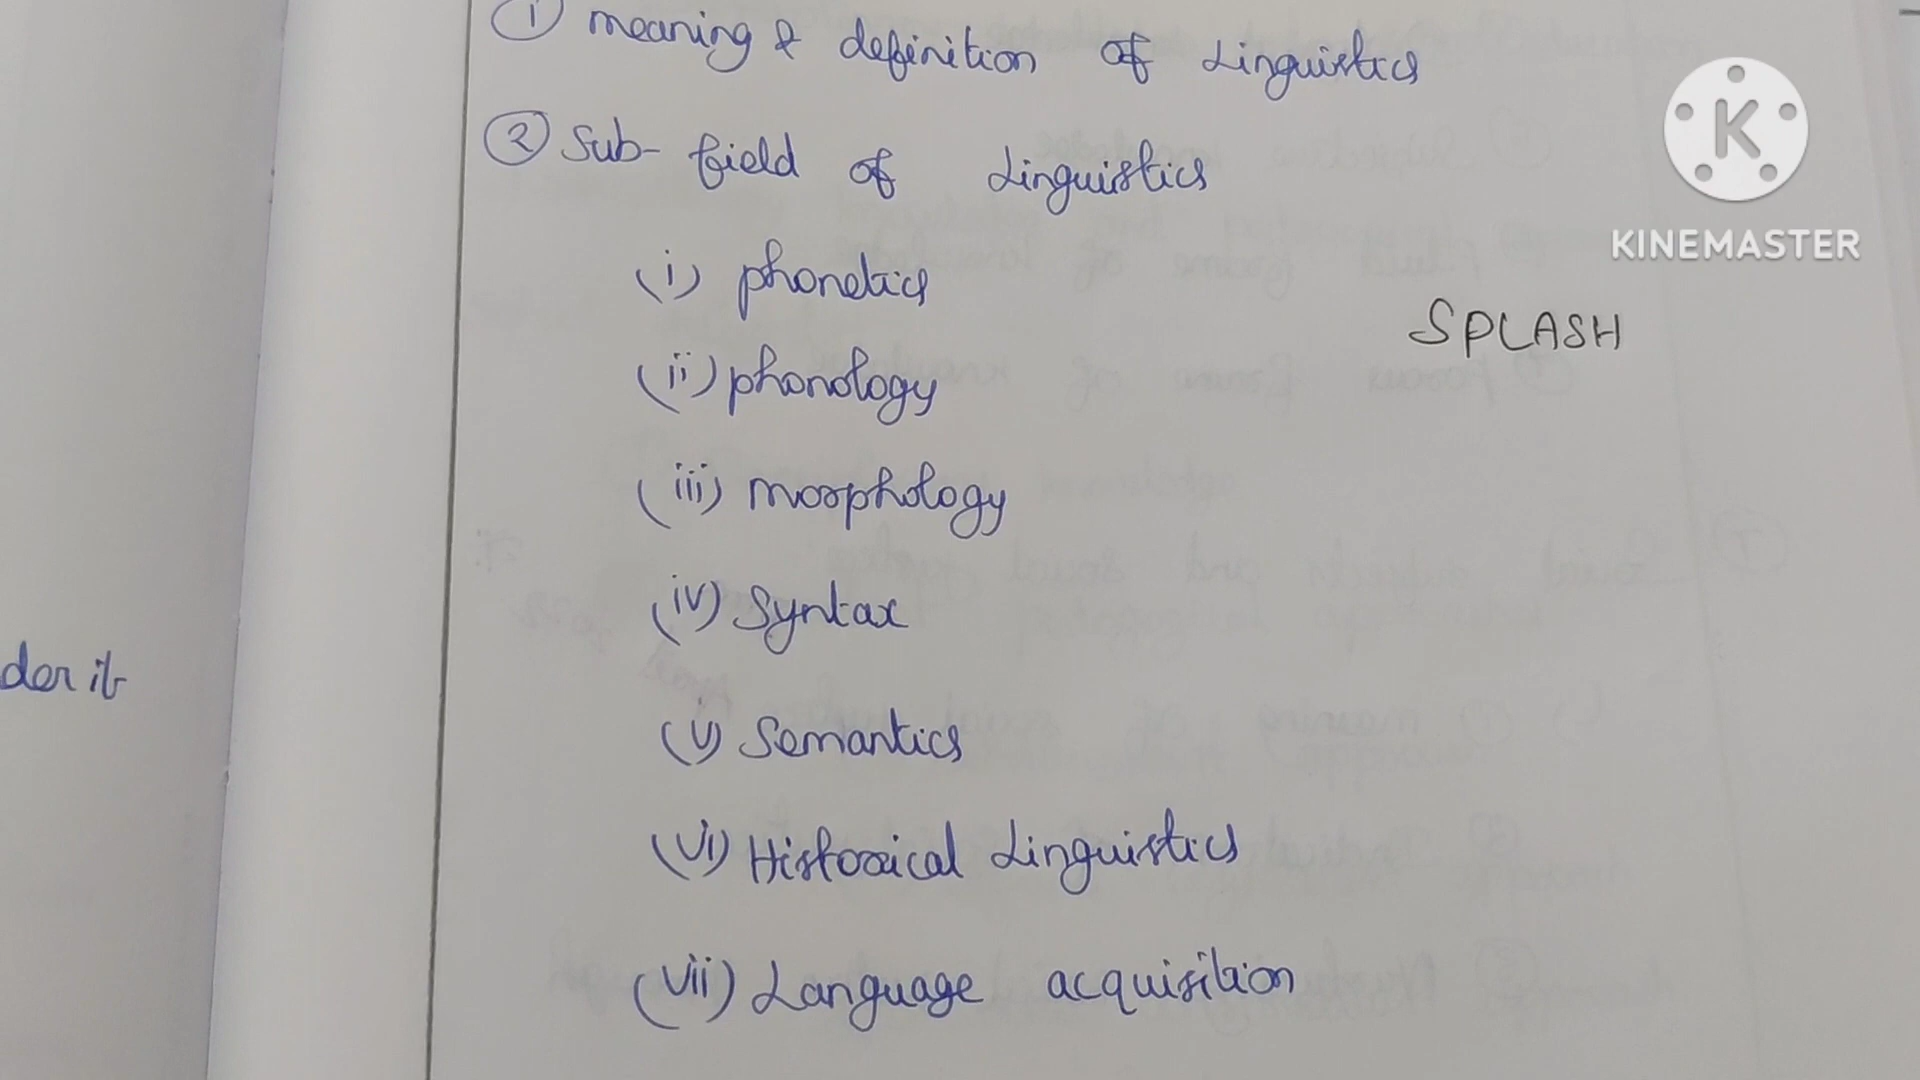 ① meaning & definition of Linguistics
② Sub-field of Linguistics
(i) phonetics
(ii) phonology
(iii) morphology
(iv) Syntax
(v) Semantics
(vi) Historical Linguistics
(vii) Language acquisition
der it
SPLASH
KINEMASTER